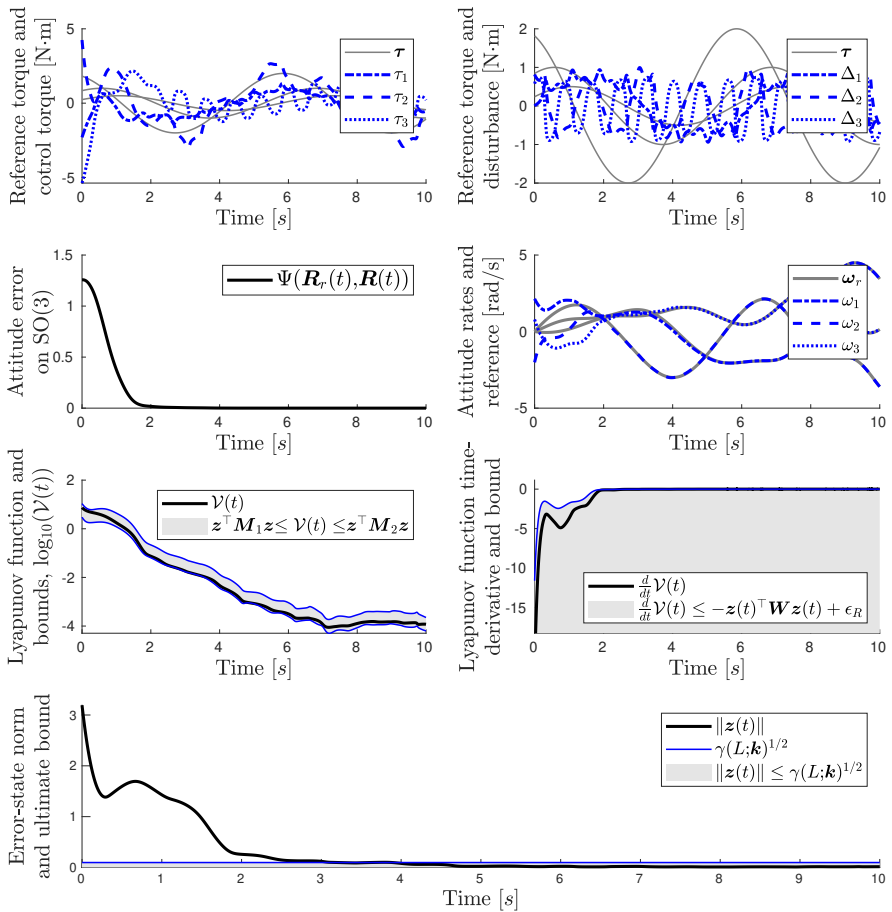 Reference torque and
cotrol torque [N·m]
5
0
-5
0 2 4 6 8 10
Time [s]
τ
τ₁
τ₂
τ₃
Reference torque and
disturbance [N·m]
2
1
0
-1
-2
0 2 4 6 8 10
Time [s]
τ
Δ₁
Δ₂
Δ₃
Attitude error
on SO(3)
1.5
1
0.5
0
0 2 4 6 8 10
Time [s]
Ψ(R_r(t),R(t))
Attitude rates and
reference [rad/s]
5
0
-5
0 2 4 6 8 10
Time [s]
ω_r
ω₁
ω₂
ω₃
Lyapunov function and
bounds, log₁₀(𝒱(t))
2
0
-2
-4
0 2 4 6 8 10
Time [s]
𝒱(t)
z^⊤M₁z≤ 𝒱(t) ≤z^⊤M₂z
Lyapunov function time-
derivative and bound
0
-5
-10
-15
0 2 4 6 8 10
Time [s]
d/dt 𝒱(t)
d/dt 𝒱(t) ≤ −z(t)^⊤Wz(t) + ϵ_R
Error-state norm
and ultimate bound
3
2
1
0
0 1 2 3 4 5 6 7 8 9 10
Time [s]
‖z(t)‖
γ(L;k)^1/2
‖z(t)‖ ≤ γ(L;k)^1/2